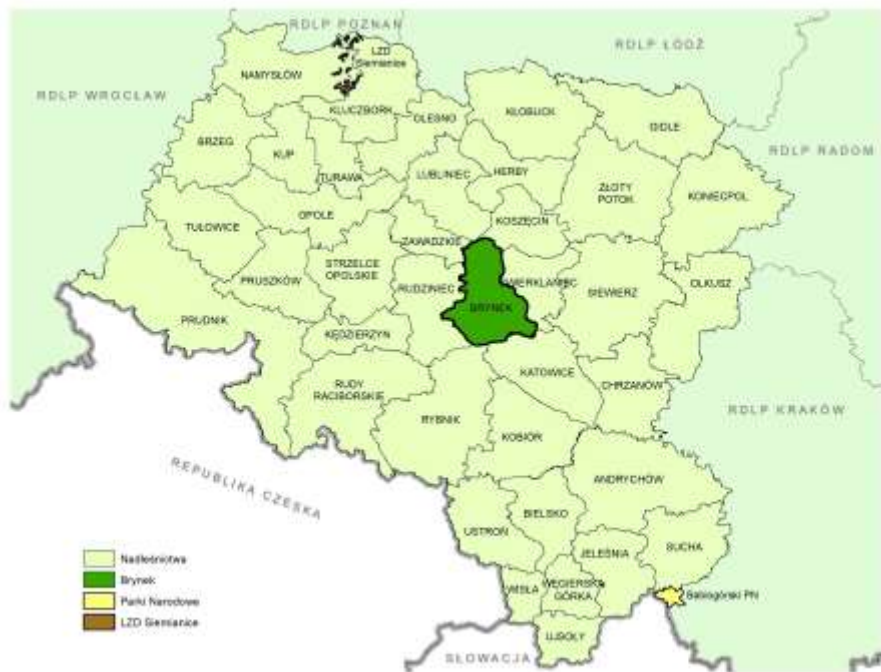 RDLP POZNAŃ
RDLP ŁÓDŹ
LZD
Siemianice
NAMYSŁÓW
RDLP WROCŁAW
KLUCZBORK
OLESNO
KŁOBUCK
GIDLE
BRZEG
KUP
RDLP RADOM
TURAWA
LUBLINIEC
HERBY
ZŁOTY
POTOK
KONIECPOL
OPOLE
KOSZĘCIN
TUŁOWICE
ZAWADZKIE
STRZELCE
OPOLSKIE
PRUSZKÓW
RUDZINIEC
BRYNEK
SIEWIERZ
OLKUSZ
PRUDNIK
KĘDZIERZYN
KATOWICE
CHRZANÓW
RUDY
RACIBORSKIE
RYBNIK
RDLP KRAKÓW
KOBIÓR
REPUBLIKA CZESKA
ANDRYCHÓW
USTROŃ
BIELSKO
JELEŚNIA
SUCHA
WISŁA
WĘGIERSKA
GÓRKA
Babiogórski PN
UJSOŁY
SŁOWACJA
Nadleśnictwa
Brynek
Parki Narodowe
LZD Siemianice